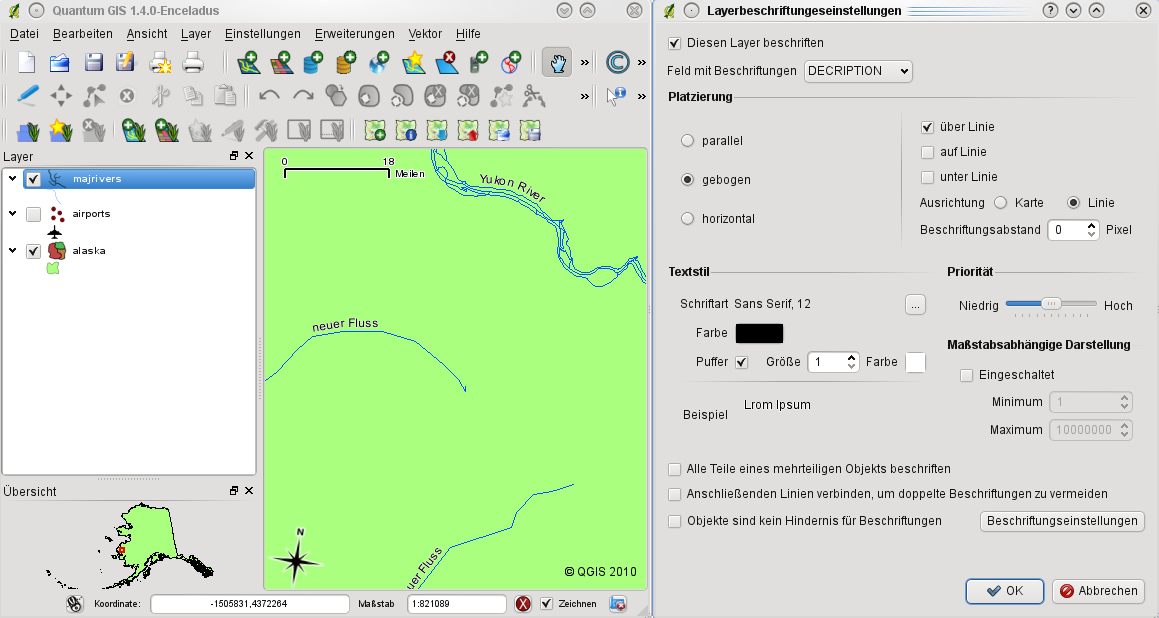 Quantum GIS 1.4.0-Enceladus
Datei Bearbeiten Ansicht Layer Einstellungen Erweiterungen Vektor Hilfe
Layer
majrivers
airports
alaska
Übersicht
0 18 Meilen
Yukon River
neuer Fluss
uer Fluss
N
© QGIS 2010
Koordinate: -1505831,4372264 Maßstab 1:821089 Zeichnen
Layerbeschriftungseinstellungen
Diesen Layer beschriften
Feld mit Beschriftungen DECRIPTION
Platzierung
parallel
gebogen
horizontal
über Linie
auf Linie
unter Linie
Ausrichtung Karte Linie
Beschriftungsabstand 0 Pixel
Textstil
Schriftart Sans Serif, 12 ...
Farbe
Puffer Größe 1 Farbe
Beispiel Lrom Ipsum
Priorität
Niedrig Hoch
Maßstabsabhängige Darstellung
Eingeschaltet
Minimum 1
Maximum 10000000
Alle Teile eines mehrteiligen Objekts beschriften
Anschließenden Linien verbinden, um doppelte Beschriftungen zu vermeiden
Objekte sind kein Hindernis für Beschriftungen
Beschriftungseinstellungen
OK Abbrechen